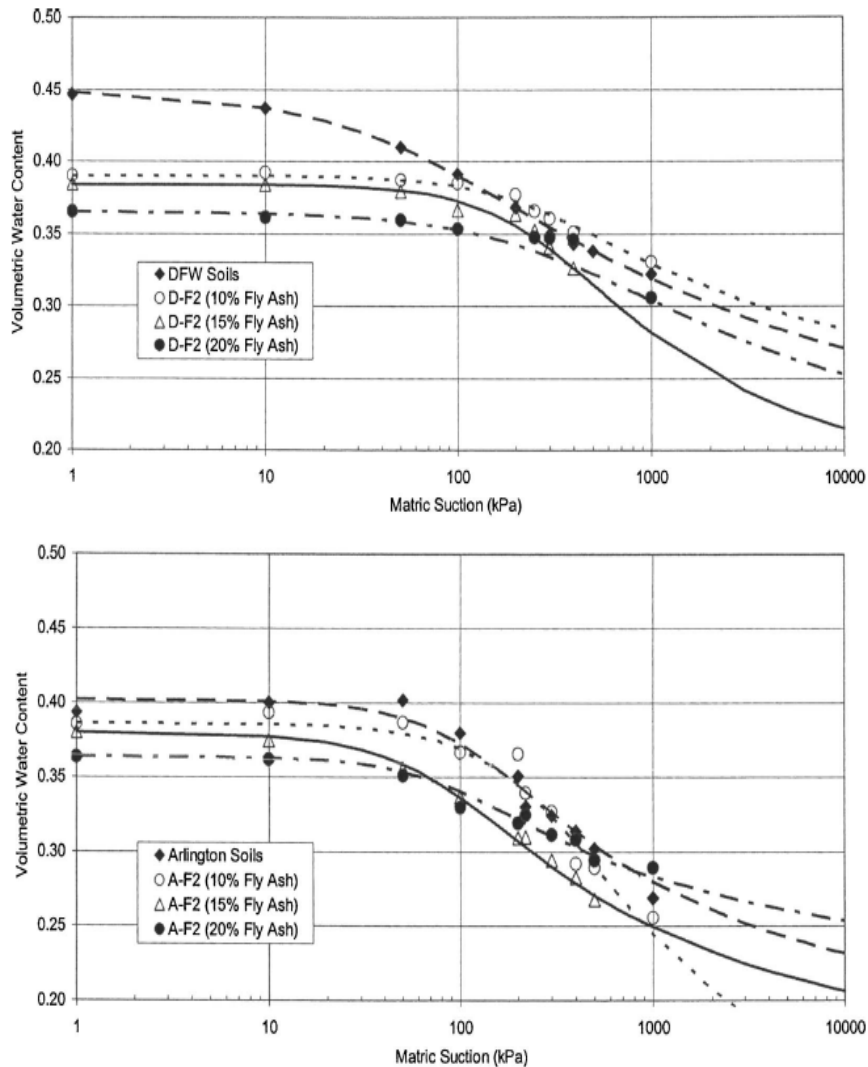 0.50
0.45
0.40
0.35
0.30
0.25
0.20
Volumetric Water Content
DFW Soils
D-F2 (10% Fly Ash)
D-F2 (15% Fly Ash)
D-F2 (20% Fly Ash)
1 10 100 1000 10000
Matric Suction (kPa)
0.50
0.45
0.40
0.35
0.30
0.25
0.20
Volumetric Water Content
Arlington Soils
A-F2 (10% Fly Ash)
A-F2 (15% Fly Ash)
A-F2 (20% Fly Ash)
1 10 100 1000 10000
Matric Suction (kPa)